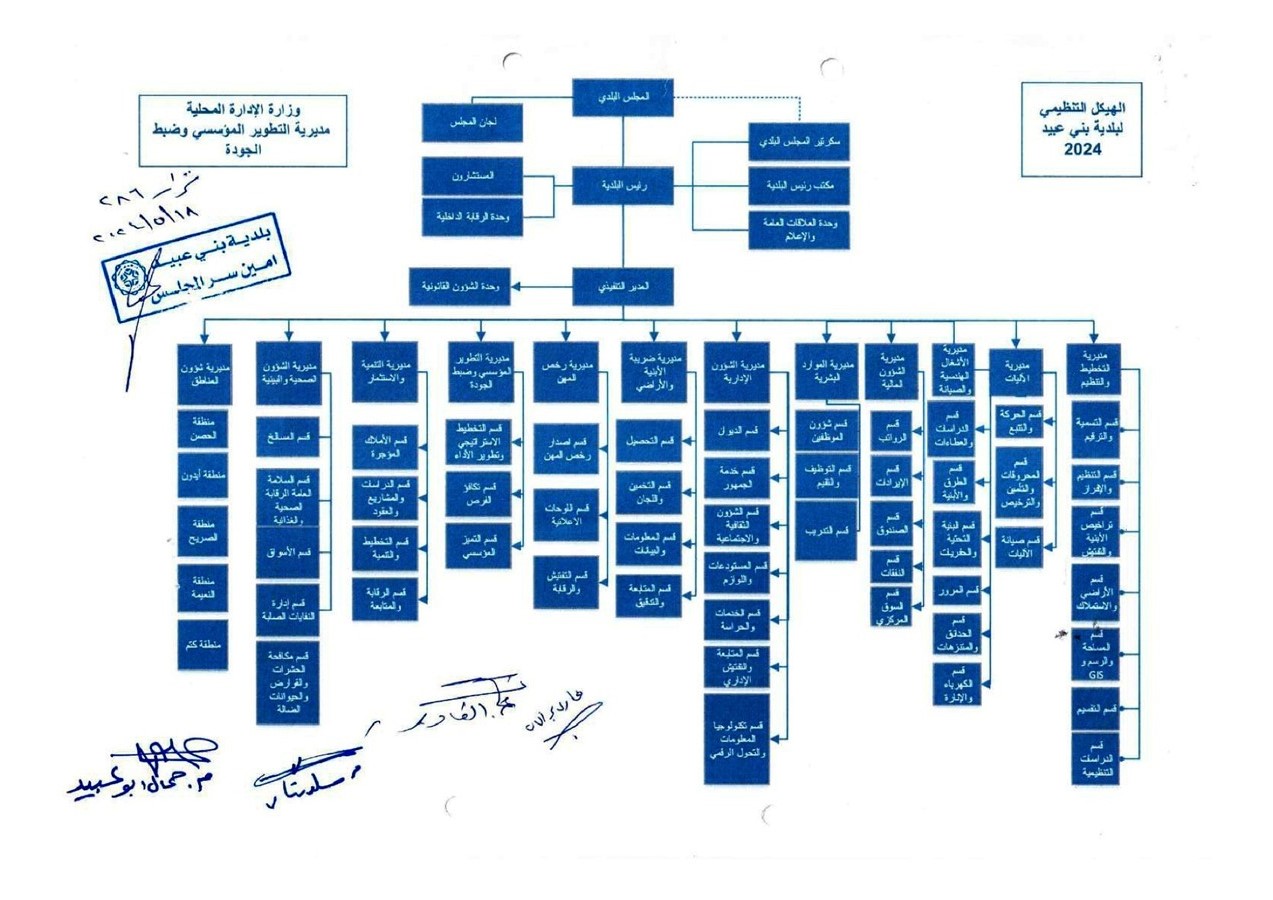 الهيكل التنظيمي
لبلدية بني عبيد
2024
وزارة الإدارة المحلية
مديرية التطوير المؤسسي وضبط
الجودة
قرار ٢٨٦
٢٠٢٤/٥/١٨
بلدية بني عبيد
امين سر المجلس
المجلس البلدي
لجان المجلس
سكرتير المجلس البلدي
المستشارون
رئيس البلدية
مكتب رئيس البلدية
وحدة الرقابة الداخلية
وحدة العلاقات العامة
والإعلام
المدير التنفيذي
وحدة الشؤون القانونية
مديرية التخطيط
والتنظيم
قسم التسمية
والترقيم
قسم التنظيم
والإفراز
قسم
تراخيص
الأبنية
والتفتيش
قسم
الأراضي
والاستملاك
قسم
المساحة
والرسم و
GIS
قسم التقسيم
قسم
الدراسات
التنظيمية
مديرية
الآليات
قسم الحركة
والتتبع
قسم
المحروقات
والتأمين
والترخيص
قسم صيانة
الآليات
مديرية
الأشغال
الهندسية
والصيانة
قسم
الدراسات
والعطاءات
قسم
الطرق
والأبنية
قسم البنية
التحتية
والحفريات
قسم المرور
قسم
الحدائق
والمتنزهات
قسم
الكهرباء
والإنارة
مديرية
الشؤون
المالية
قسم
الرواتب
قسم
الإيرادات
قسم
الصندوق
قسم
النفقات
قسم
السوق
المركزي
مديرية الموارد
البشرية
قسم شؤون
الموظفين
قسم التوظيف
والتقييم
قسم التدريب
مديرية الشؤون
الإدارية
قسم الديوان
قسم خدمة
الجمهور
قسم الشؤون
الثقافية
والاجتماعية
قسم المستودعات
واللوازم
قسم الخدمات
والحراسة
قسم المتابعة
والتفتيش
الإداري
قسم تكنولوجيا
المعلومات
والتحول الرقمي
مديرية ضريبة
الأبنية
والأراضي
قسم التحصيل
قسم التخمين
واللجان
قسم المعلومات
والبيانات
قسم المتابعة
والتدقيق
مديرية رخص
المهن
قسم اصدار
رخص المهن
قسم اللوحات
الاعلانية
قسم التفتيش
والرقابة
مديرية التطوير
المؤسسي وضبط
الجودة
قسم التخطيط
الاستراتيجي
وتطوير الأداء
قسم تكافؤ
الفرص
قسم التميز
المؤسسي
مديرية التنمية
والاستثمار
قسم الأملاك
المؤجرة
قسم الدراسات
والمشاريع
والعقود
قسم التخطيط
والتنمية
قسم الرقابة
والمتابعة
مديرية الشؤون
الصحية والبيئية
قسم المسالخ
قسم السلامة
العامة الرقابة
الصحية
والغذائية
قسم الأسواق
قسم إدارة
النفايات الصلبة
قسم مكافحة
الحشرات
والقوارض
والحيوانات
الضالة
مديرية شؤون
المناطق
منطقة
الحصن
منطقة أيدون
منطقة
الصريح
منطقة
النعيمة
منطقة كتم
م. جمال ابو عبيد